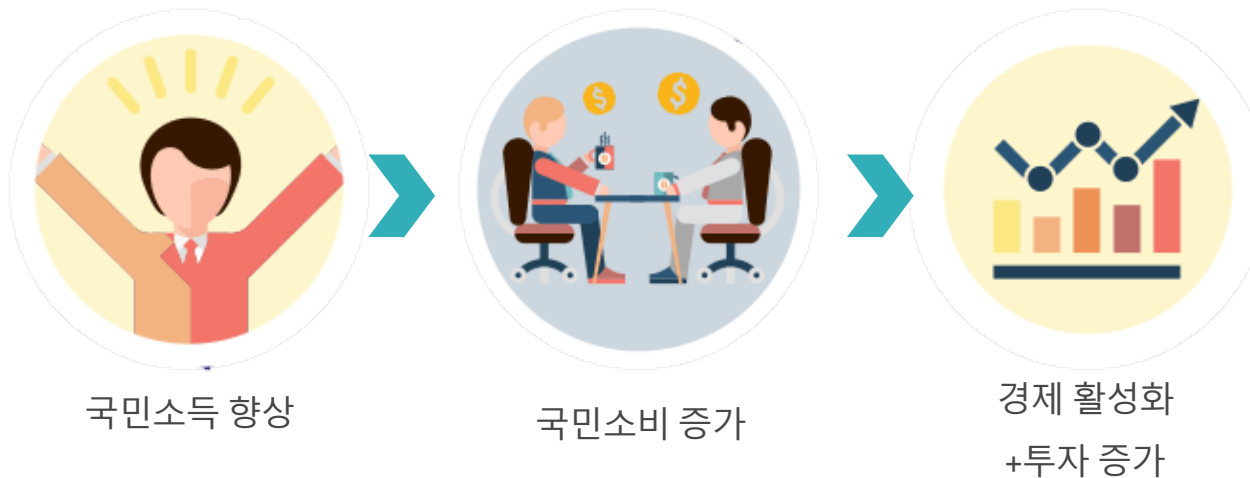 국민소득 향상
국민소비 증가
경제 활성화
+투자 증가